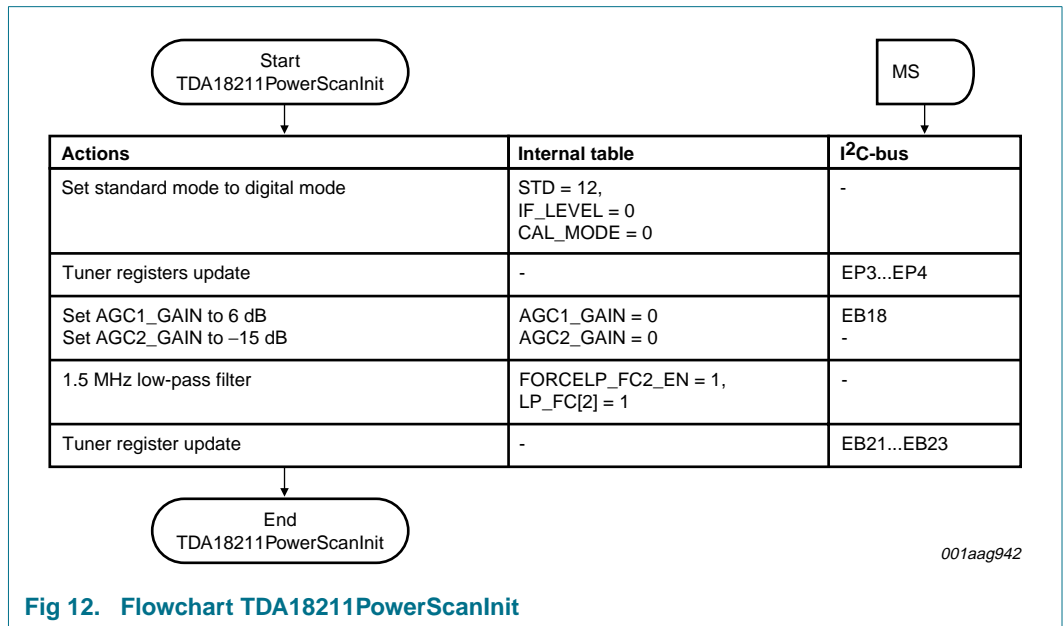 Start
TDA18211PowerScanInit
MS
Actions
Internal table
I2C-bus
Set standard mode to digital mode
STD = 12,
IF_LEVEL = 0
CAL_MODE = 0
-
Tuner registers update
-
EP3...EP4
Set AGC1_GAIN to 6 dB
Set AGC2_GAIN to −15 dB
AGC1_GAIN = 0
AGC2_GAIN = 0
EB18
-
1.5 MHz low-pass filter
FORCELP_FC2_EN = 1,
LP_FC[2] = 1
-
Tuner register update
-
EB21...EB23
End
TDA18211PowerScanInit
001aag942
Fig 12. Flowchart TDA18211PowerScanInit